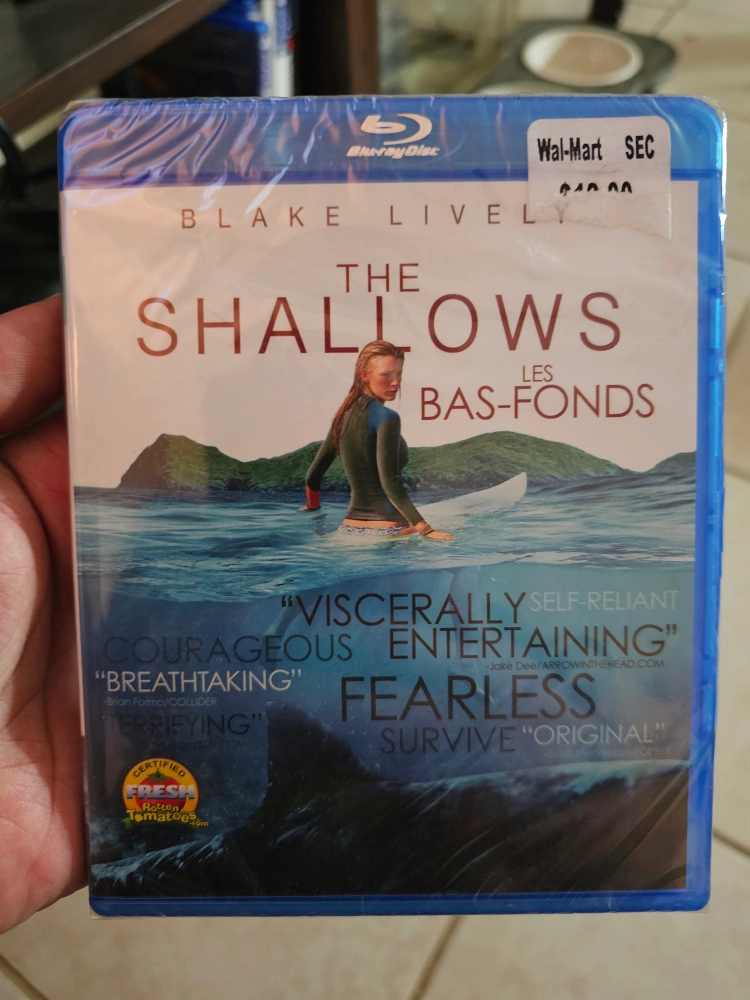 Blu-ray Disc
Wal-Mart SEC
BLAKE LIVELY
THE
SHALLOWS
LES
BAS-FONDS
"VISCERALLY SELF-RELIANT
COURAGEOUS ENTERTAINING"
-Jake Dee/ARROWINTHEHEAD.COM
"BREATHTAKING"
-Brian Formo/COLLIDER
FEARLESS
"TERRIFYING"
SURVIVE "ORIGINAL"
CERTIFIED
FRESH
Rotten
Tomatoes.com